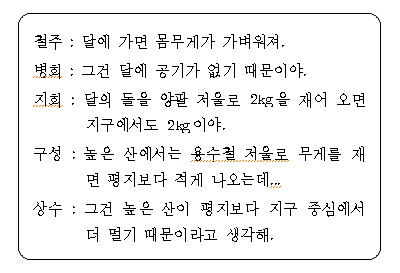 철주 : 달에 가면 몸무게가 가벼워져.
병희 : 그건 달에 공기가 없기 때문이야.
지희 : 달의 돌을 양팔 저울로 2kg을 재어 오면
지구에서도 2kg이야.
구성 : 높은 산에서는 용수철 저울로 무게를 재
면 평지보다 적게 나오는데...
상수 : 그건 높은 산이 평지보다 지구 중심에서
더 멀기 때문이라고 생각해.